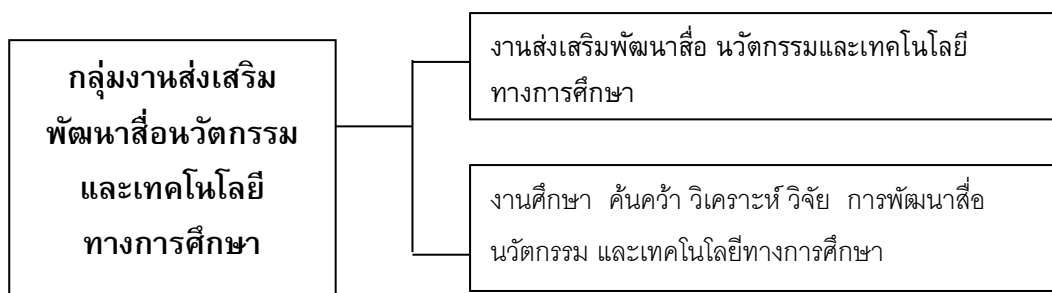 กลุ่มงานส่งเสริม
พัฒนาสื่อนวัตกรรม
และเทคโนโลยี
ทางการศึกษา
งานส่งเสริมพัฒนาสื่อ นวัตกรรมและเทคโนโลยี
ทางการศึกษา
งานศึกษา ค้นคว้า วิเคราะห์ วิจัย การพัฒนาสื่อ
นวัตกรรม และเทคโนโลยีทางการศึกษา